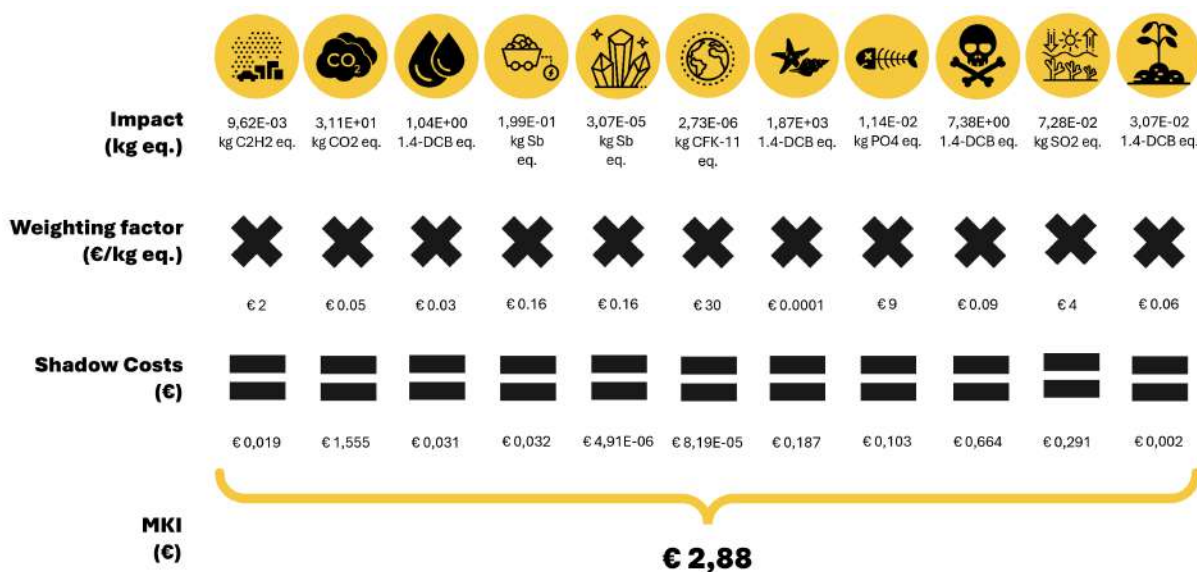 CO2
Impact
(kg eq.)
9,62E-03 3,11E+01 1,04E+00 1,99E-01 3,07E-05 2,73E-06 1,87E+03 1,14E-02 7,38E+00 7,28E-02 3,07E-02
kg C2H2 eq. kg CO2 eq. 1.4-DCB eq. kg Sb kg Sb kg CFK-11 1.4-DCB eq. kg PO4 eq. 1.4-DCB eq. kg SO2 eq. 1.4-DCB eq.
eq. eq. eq.
Weighting factor
(€/kg eq.)
€ 2 € 0.05 € 0.03 € 0.16 € 0.16 € 30 € 0.0001 € 9 € 0.09 € 4 € 0.06
Shadow Costs
(€)
€ 0,019 € 1,555 € 0,031 € 0,032 € 4,91E-06 € 8,19E-05 € 0,187 € 0,103 € 0,664 € 0,291 € 0,002
MKI
(€)
€ 2,88